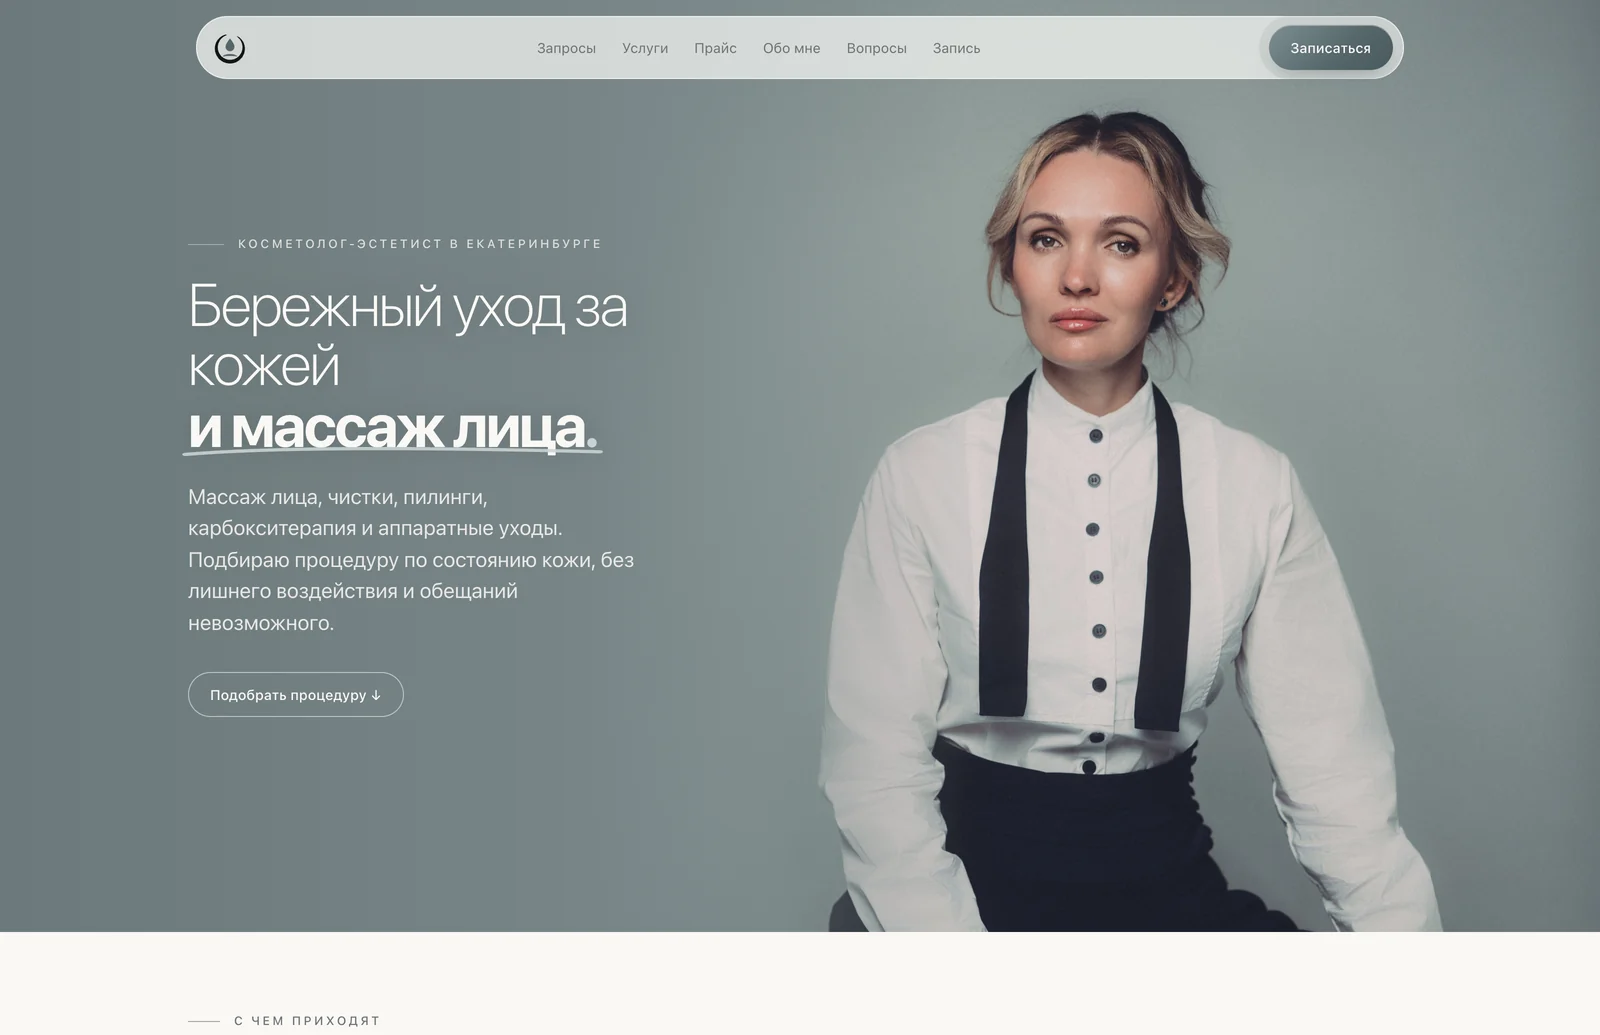 Запросы Услуги Прайс Обо мне Вопросы Запись Записаться
КОСМЕТОЛОГ-ЭСТЕТИСТ В ЕКАТЕРИНБУРГЕ
Бережный уход за
кожей
и массаж лица.
Массаж лица, чистки, пилинги,
карбокситерапия и аппаратные уходы.
Подбираю процедуру по состоянию кожи, без
лишнего воздействия и обещаний
невозможного.
Подобрать процедуру ↓
С ЧЕМ ПРИХОДЯТ